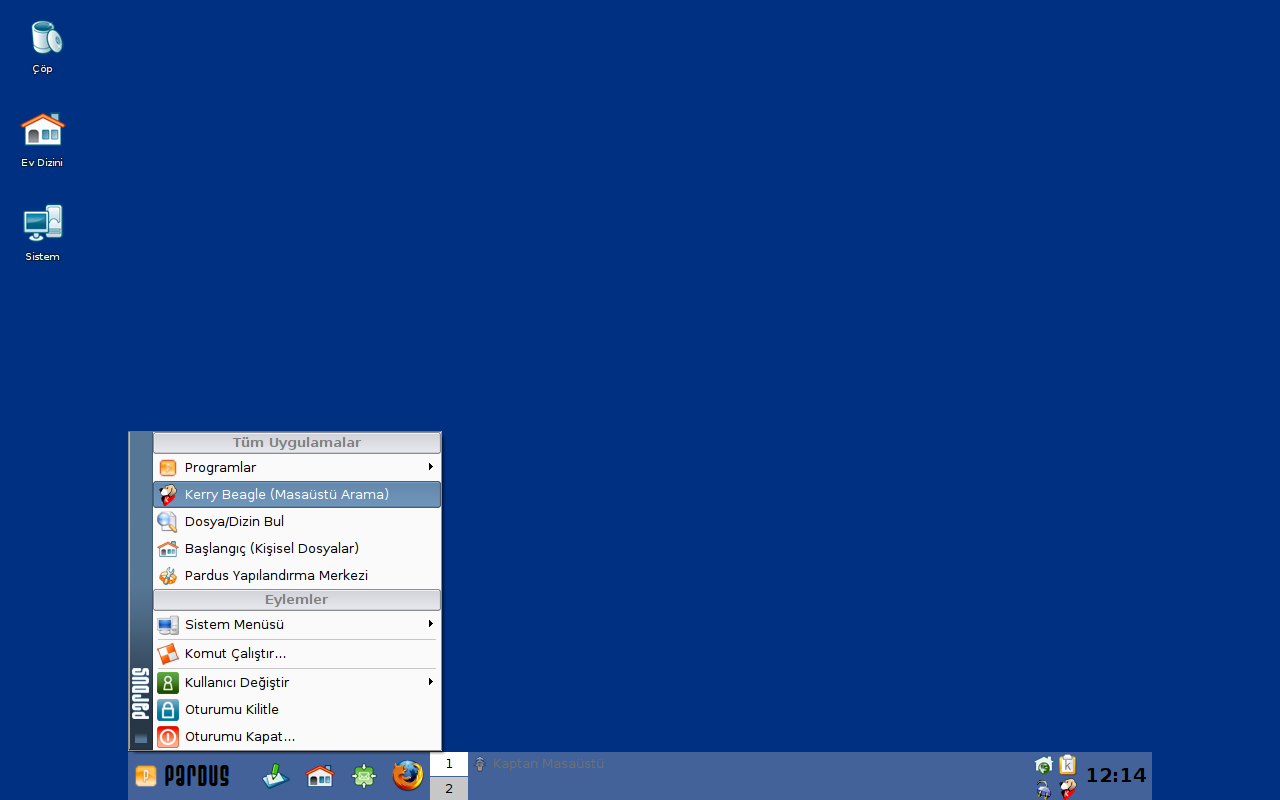 Çöp
Ev Dizini
Sistem
Tüm Uygulamalar
Programlar
Kerry Beagle (Masaüstü Arama)
Dosya/Dizin Bul
Başlangıç (Kişisel Dosyalar)
Pardus Yapılandırma Merkezi
Eylemler
Sistem Menüsü
Komut Çalıştır...
Kullanıcı Değiştir
Oturumu Kilitle
Oturumu Kapat...
pardus
pardus
1
2
Kaptan Masaüstü
12:14